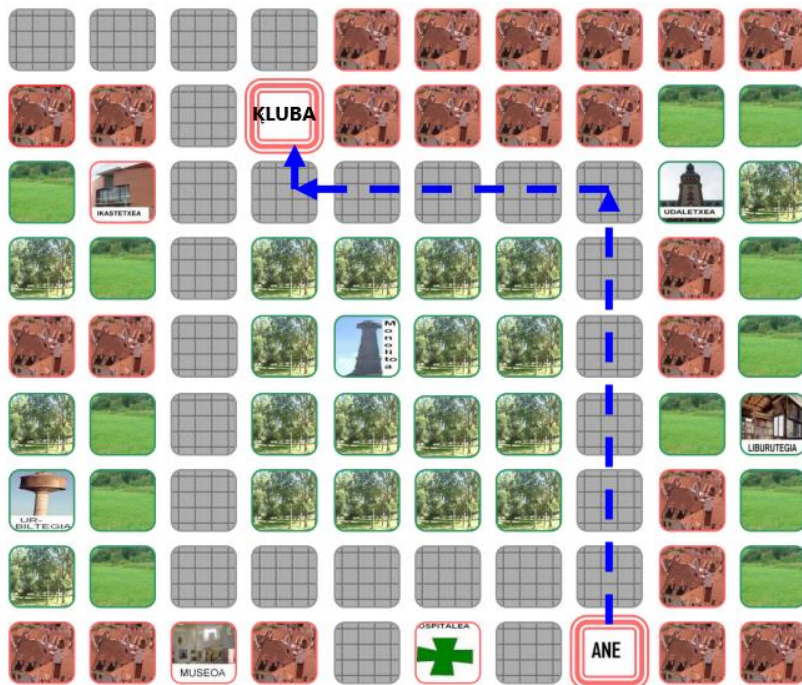 KLUBA
IKASTETXEA
UDALETXEA
Monolitoa
LIBURUTEGIA
UR-
BILTEGIA
MUSEOA
OSPITALEA
ANE